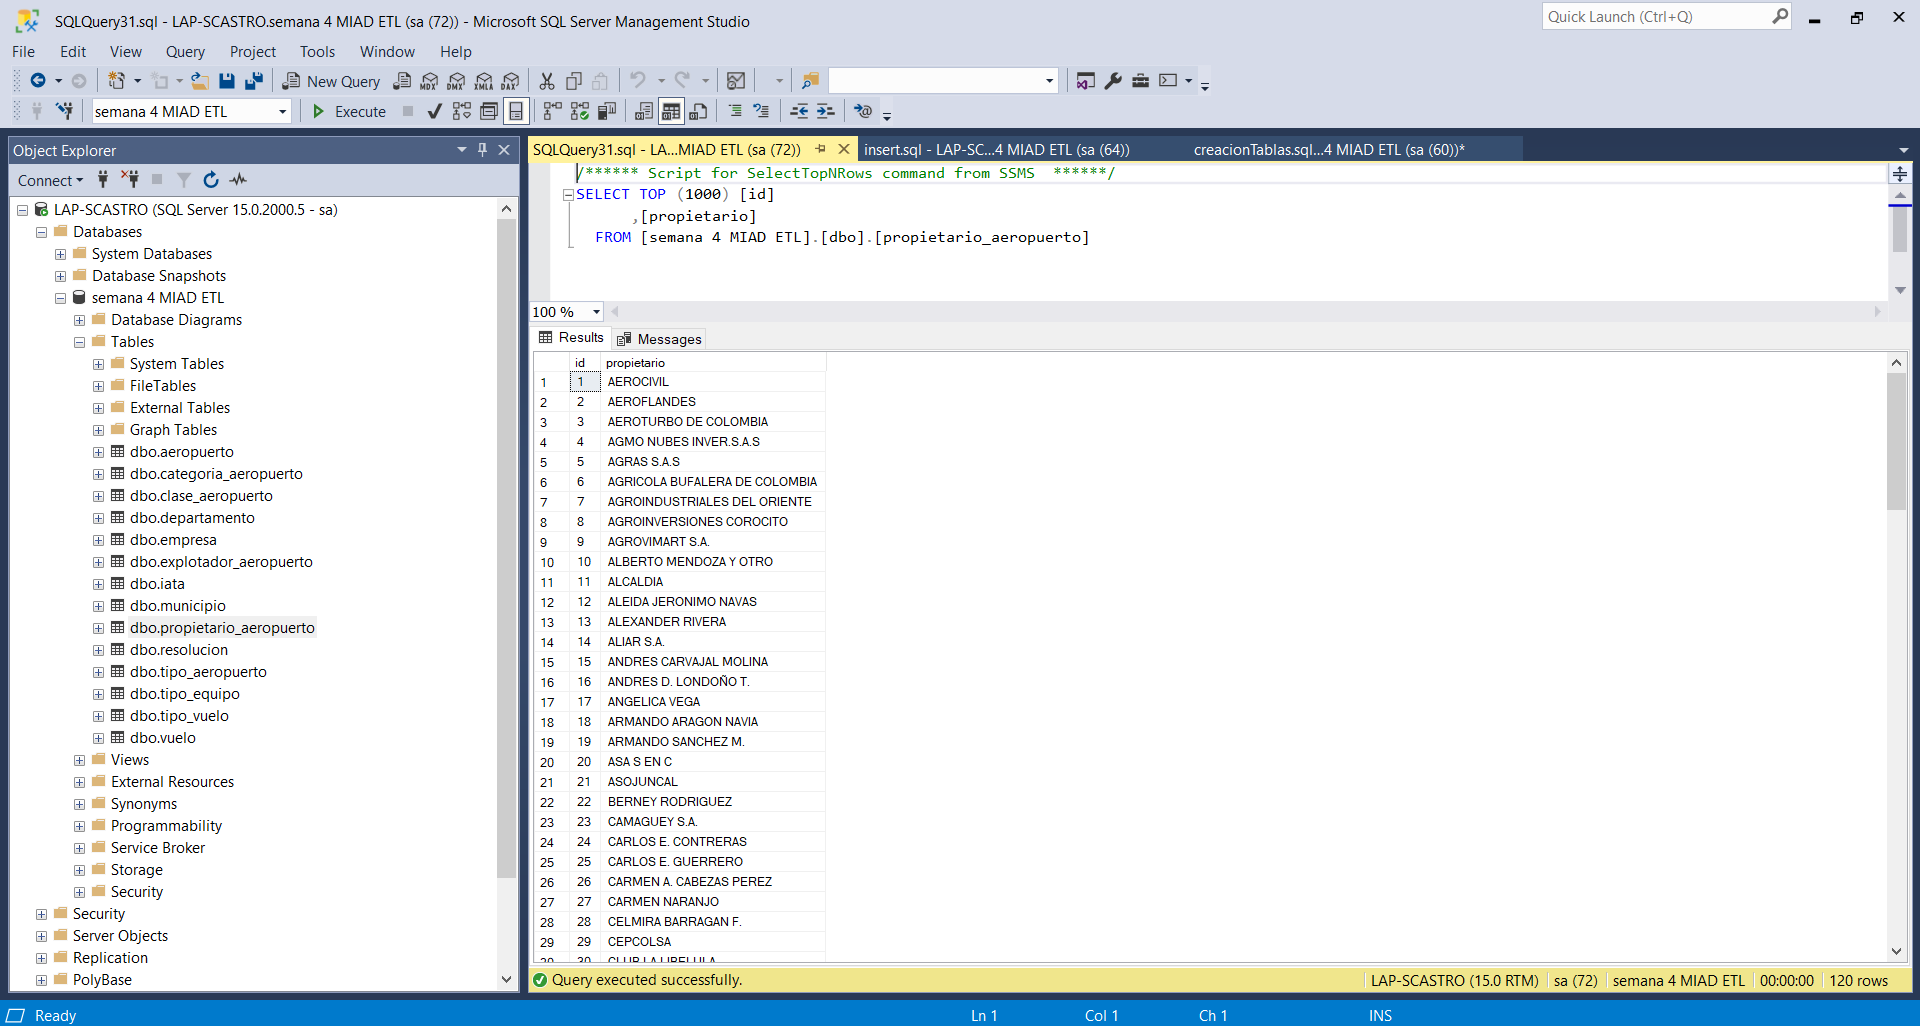 SQLQuery31.sql - LAP-SCASTRO.semana 4 MIAD ETL (sa (72)) - Microsoft SQL Server Management Studio
Quick Launch (Ctrl+Q)
File Edit View Query Project Tools Window Help
New Query
MDX DMX XMLA DAX
semana 4 MIAD ETL
Execute
Object Explorer
Connect
LAP-SCASTRO (SQL Server 15.0.2000.5 - sa)
Databases
System Databases
Database Snapshots
semana 4 MIAD ETL
Database Diagrams
Tables
System Tables
FileTables
External Tables
Graph Tables
dbo.aeropuerto
dbo.categoria_aeropuerto
dbo.clase_aeropuerto
dbo.departamento
dbo.empresa
dbo.explotador_aeropuerto
dbo.iata
dbo.municipio
dbo.propietario_aeropuerto
dbo.resolucion
dbo.tipo_aeropuerto
dbo.tipo_equipo
dbo.tipo_vuelo
dbo.vuelo
Views
External Resources
Synonyms
Programmability
Service Broker
Storage
Security
Security
Server Objects
Replication
PolyBase
SQLQuery31.sql - LA...MIAD ETL (sa (72))
insert.sql - LAP-SC...4 MIAD ETL (sa (64))
creacionTablas.sql...4 MIAD ETL (sa (60))*
/****** Script for SelectTopNRows command from SSMS ******/
SELECT TOP (1000) [id]
,[propietario]
FROM [semana 4 MIAD ETL].[dbo].[propietario_aeropuerto]
100 %
Results Messages
id propietario
1 1 AEROCIVIL
2 2 AEROFLANDES
3 3 AEROTURBO DE COLOMBIA
4 4 AGMO NUBES INVER.S.A.S
5 5 AGRAS S.A.S
6 6 AGRICOLA BUFALERA DE COLOMBIA
7 7 AGROINDUSTRIALES DEL ORIENTE
8 8 AGROINVERSIONES COROCITO
9 9 AGROVIMART S.A.
10 10 ALBERTO MENDOZA Y OTRO
11 11 ALCALDIA
12 12 ALEIDA JERONIMO NAVAS
13 13 ALEXANDER RIVERA
14 14 ALIAR S.A.
15 15 ANDRES CARVAJAL MOLINA
16 16 ANDRES D. LONDOÑO T.
17 17 ANGELICA VEGA
18 18 ARMANDO ARAGON NAVIA
19 19 ARMANDO SANCHEZ M.
20 20 ASA S EN C
21 21 ASOJUNCAL
22 22 BERNEY RODRIGUEZ
23 23 CAMAGUEY S.A.
24 24 CARLOS E. CONTRERAS
25 25 CARLOS E. GUERRERO
26 26 CARMEN A. CABEZAS PEREZ
27 27 CARMEN NARANJO
28 28 CELMIRA BARRAGAN F.
29 29 CEPCOLSA
30 30 CLUB LA LIBELULA
Query executed successfully.
LAP-SCASTRO (15.0 RTM) sa (72) semana 4 MIAD ETL 00:00:00 120 rows
Ready Ln 1 Col 1 Ch 1 INS